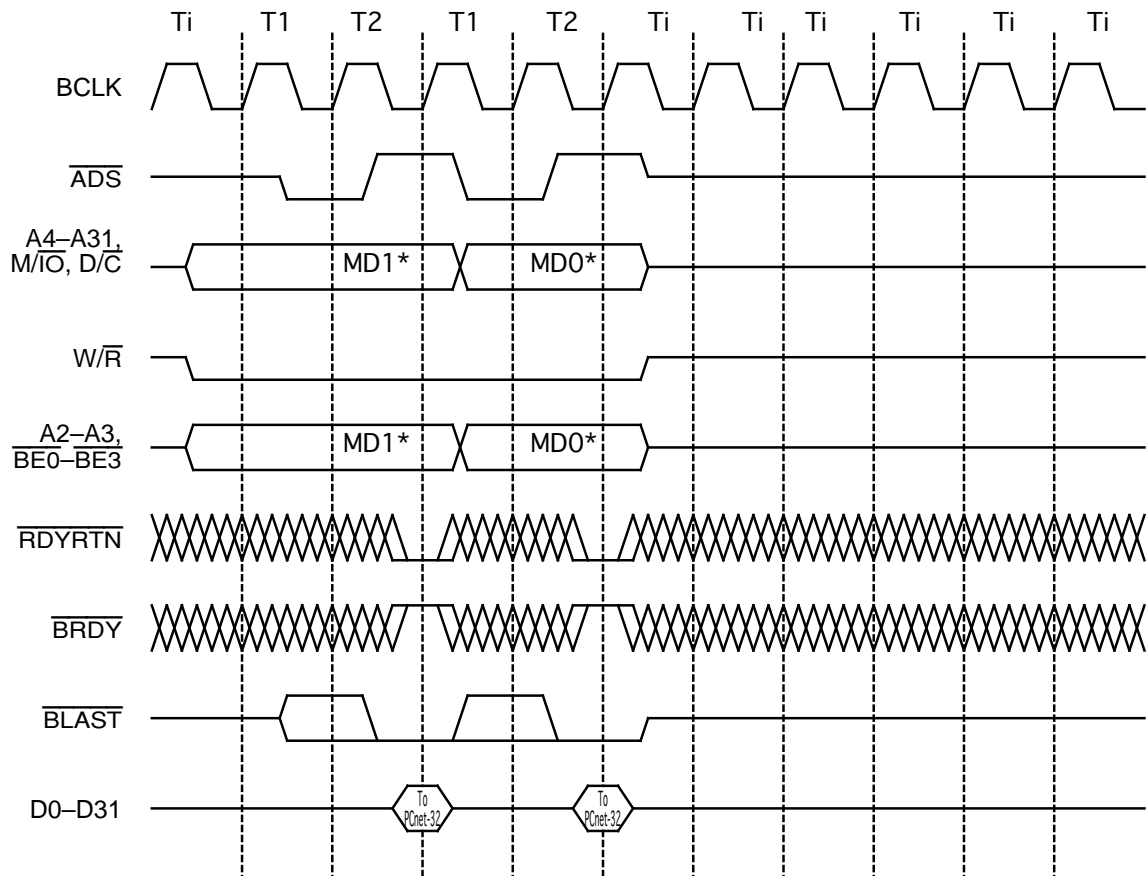 Ti T1 T2 T1 T2 Ti Ti Ti Ti Ti Ti
BCLK
ADS
A4–A31,
M/IO, D/C
MD1* MD0*
W/R
A2–A3,
BE0–BE3
MD1* MD0*
RDYRTN
BRDY
BLAST
D0–D31
To
PCnet-32
To
PCnet-32